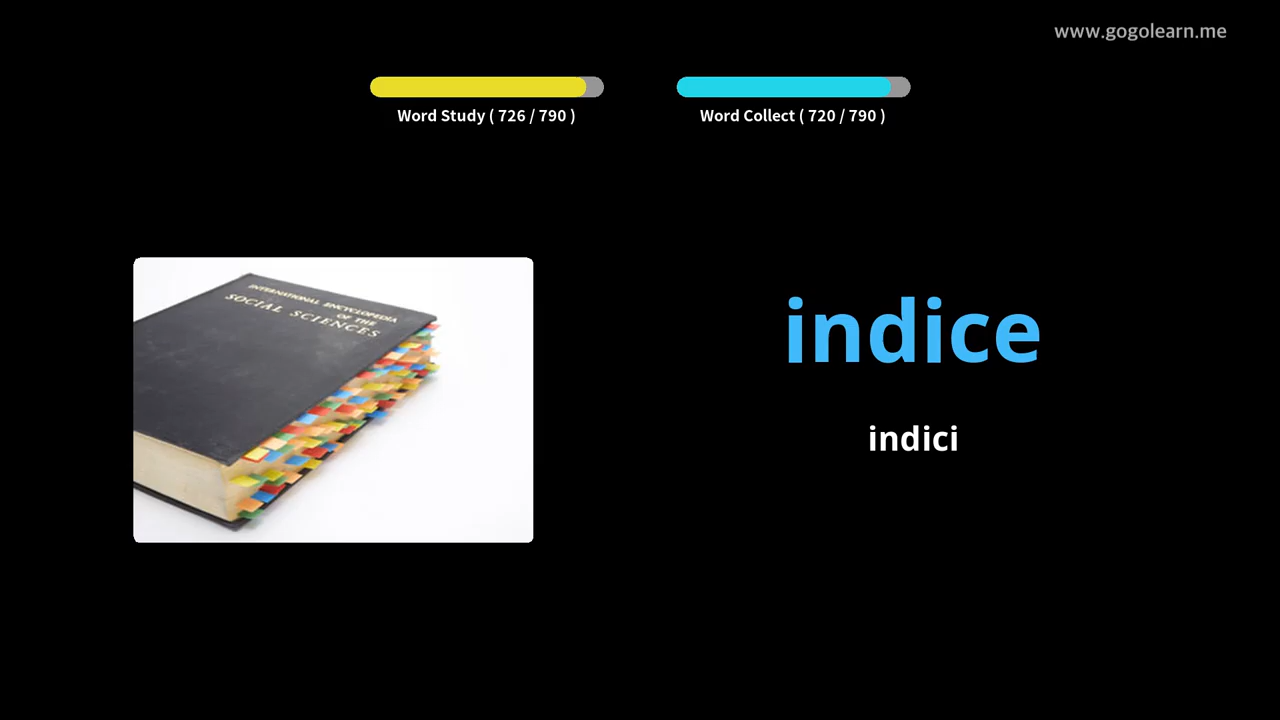 www.gogolearn.me
Word Study ( 726 / 790 )
Word Collect ( 720 / 790 )
INTERNATIONAL ENCYCLOPEDIA
OF THE
SOCIAL SCIENCES
indice
indici